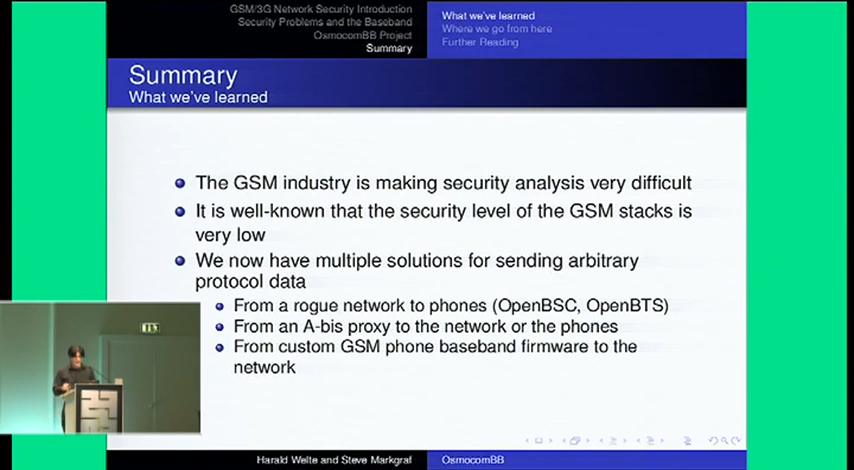 GSM/3G Network Security Introduction
Security Problems and the Baseband
OsmocomBB Project
Summary
What we've learned
Where we go from here
Further Reading
Summary
What we've learned
The GSM industry is making security analysis very difficult
It is well-known that the security level of the GSM stacks is
very low
We now have multiple solutions for sending arbitrary
protocol data
From a rogue network to phones (OpenBSC, OpenBTS)
From an A-bis proxy to the network or the phones
From custom GSM phone baseband firmware to the
network
Harald Welte and Steve Markgraf
OsmocomBB